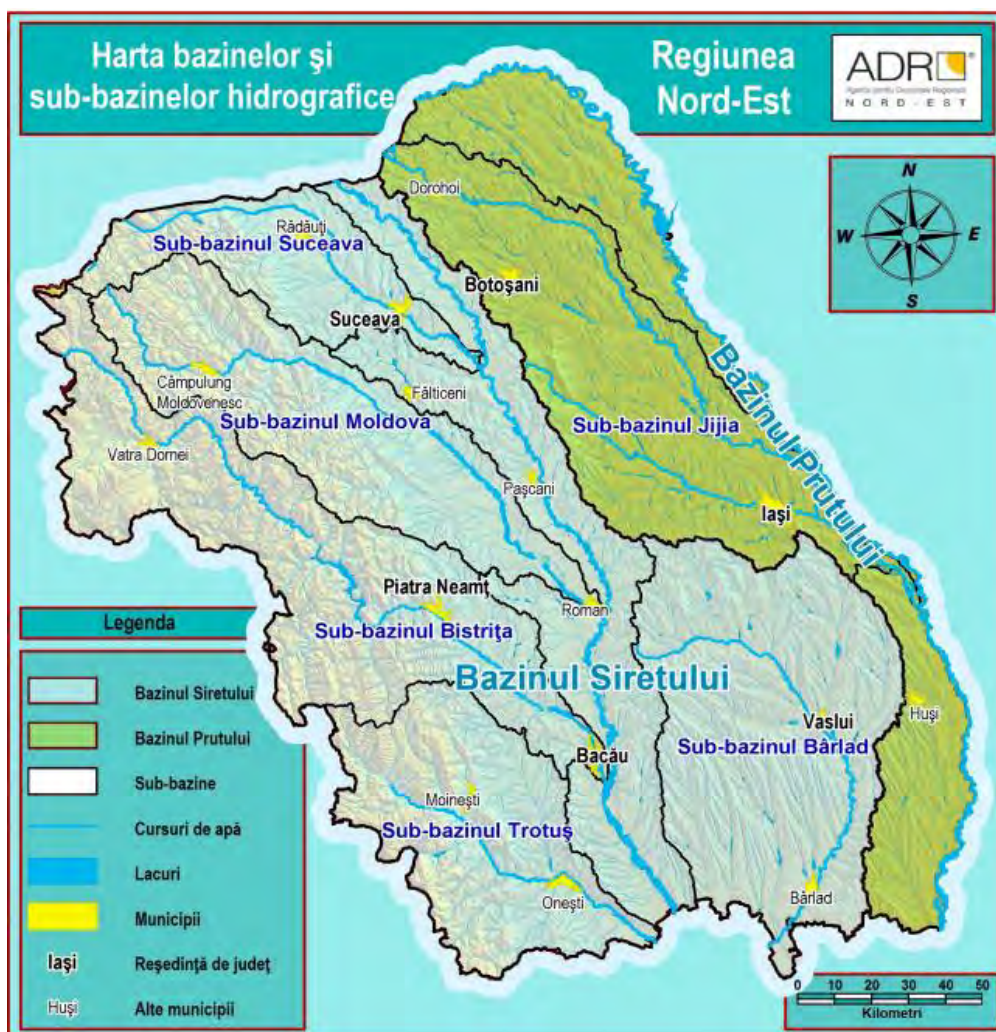 Harta bazinelor şi
sub-bazinelor hidrografice
Regiunea
Nord-Est
ADR
Agenţia pentru Dezvoltare Regională
NORD-EST
N
W
E
S
Dorohoi
Rădăuţi
Sub-bazinul Suceava
Botoşani
Suceava
Câmpulung
Moldovenesc
Fălticeni
Sub-bazinul Moldova
Sub-bazinul Jijia
Bazinul Prutului
Vatra Dornei
Paşcani
Iaşi
Piatra Neamţ
Roman
Sub-bazinul Bistriţa
Bazinul Siretului
Huşi
Vaslui
Sub-bazinul Bârlad
Bacău
Moineşti
Sub-bazinul Trotuş
Oneşti
Bârlad
Legenda
Bazinul Siretului
Bazinul Prutului
Sub-bazine
Cursuri de apă
Lacuri
Municipii
Iaşi Reşedinţă de judeţ
Huşi Alte municipii
0 10 20 30 40 50
Kilometri